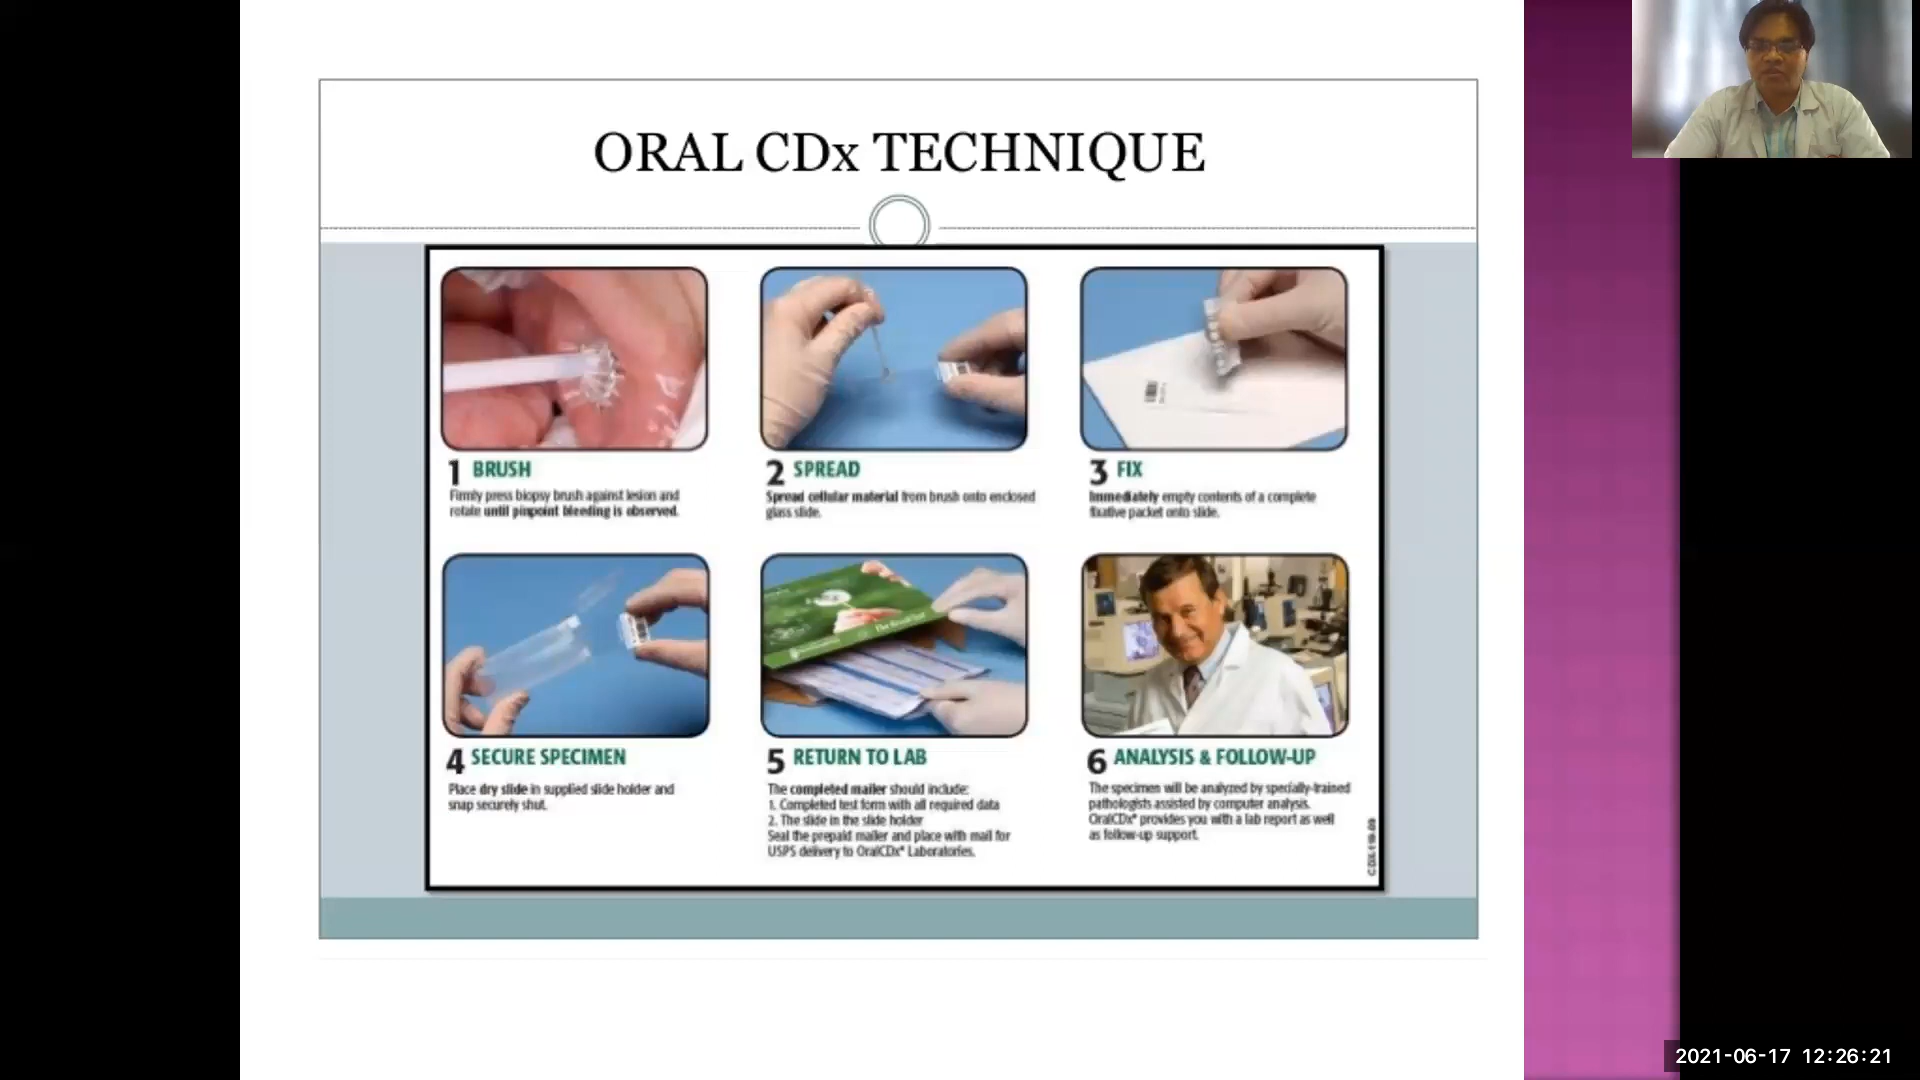 ORAL CDx TECHNIQUE
1 BRUSH
Firmly press biopsy brush against lesion and
rotate until pinpoint bleeding is observed.
2 SPREAD
Spread cellular material from brush onto enclosed
glass slide.
3 FIX
Immediately empty contents of a complete
fixative packet onto slide.
4 SECURE SPECIMEN
Place dry slide in supplied slide holder and
snap securely shut.
5 RETURN TO LAB
The completed mailer should include:
1. Completed test form with all required data
2. The slide in the slide holder
Seal the prepaid mailer and place with mail for
USPS delivery to OralCDx® Laboratories.
6 ANALYSIS & FOLLOW-UP
The specimen will be analyzed by specially-trained
pathologists assisted by computer analysis.
OralCDx® provides you with a lab report as well
as follow-up support.
2021-06-17 12:26:21